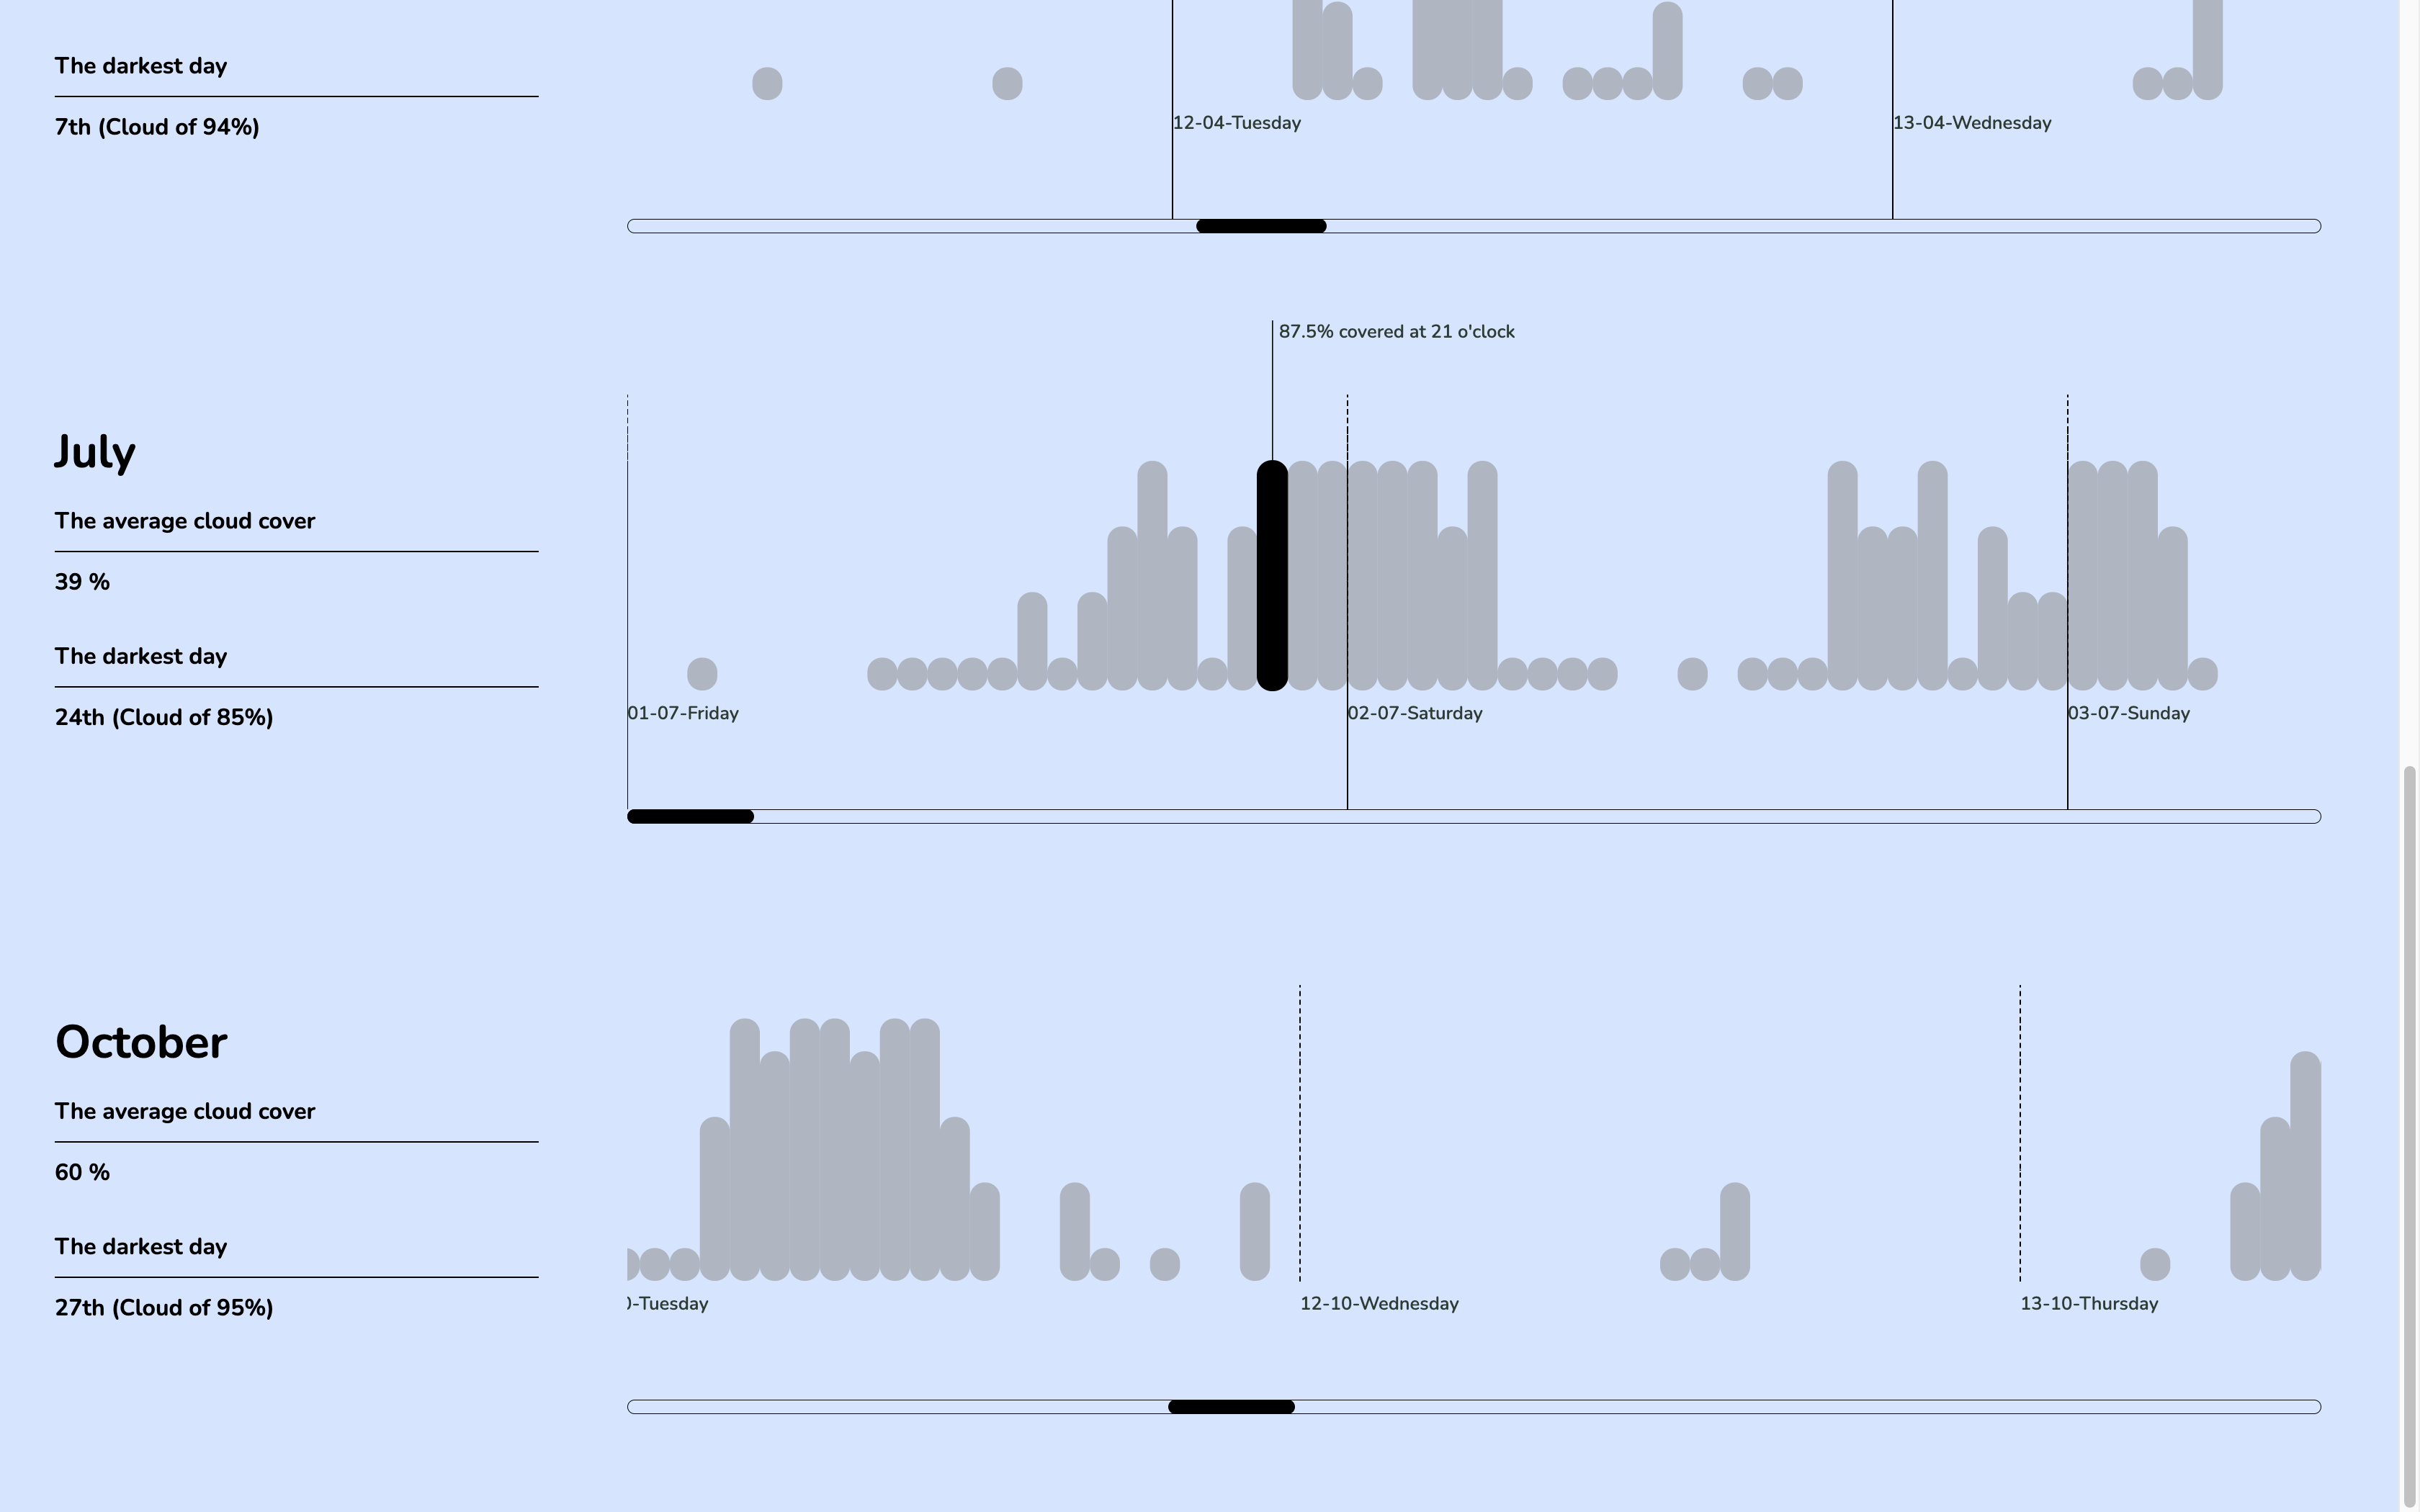 The darkest day
7th (Cloud of 94%)
12-04-Tuesday
13-04-Wednesday
87.5% covered at 21 o'clock
July
The average cloud cover
39 %
The darkest day
24th (Cloud of 85%)
01-07-Friday
02-07-Saturday
03-07-Sunday
October
The average cloud cover
60 %
The darkest day
27th (Cloud of 95%)
-Tuesday
12-10-Wednesday
13-10-Thursday